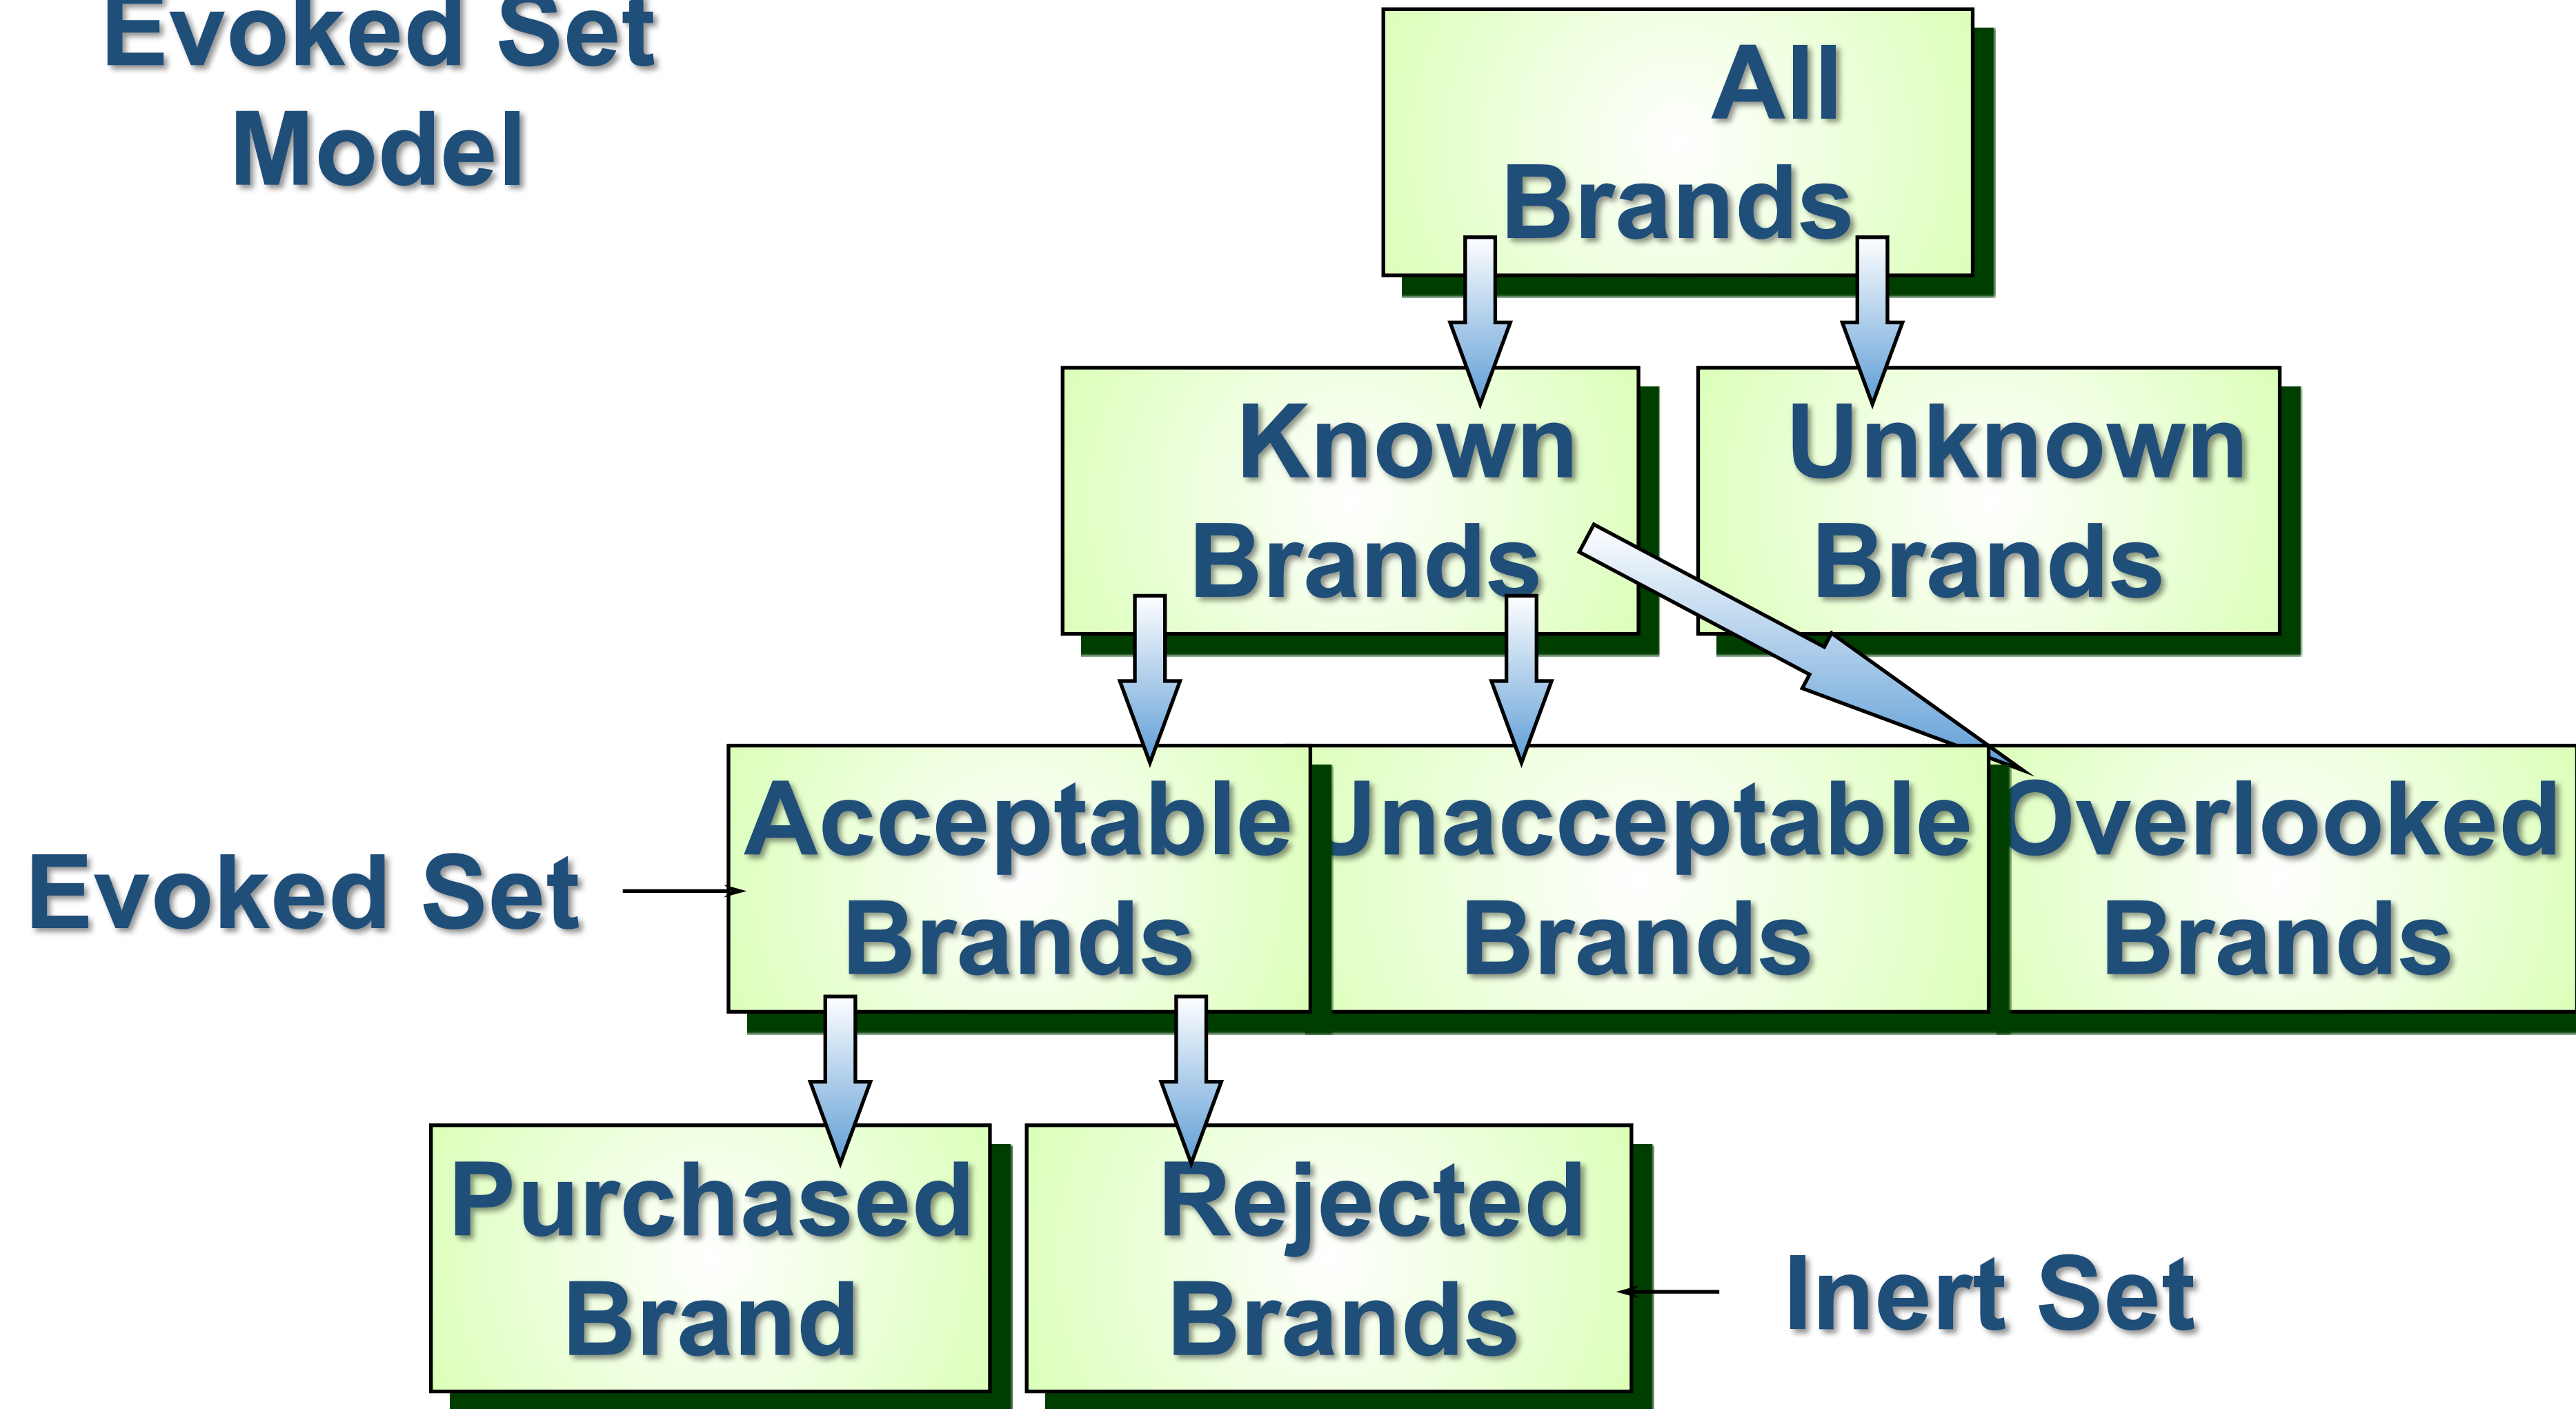 Evoked Set
Model
All
Brands
Known
Brands
Unknown
Brands
Evoked Set
Acceptable
Brands
Unacceptable
Brands
Overlooked
Brands
Purchased
Brand
Rejected
Brands
Inert Set